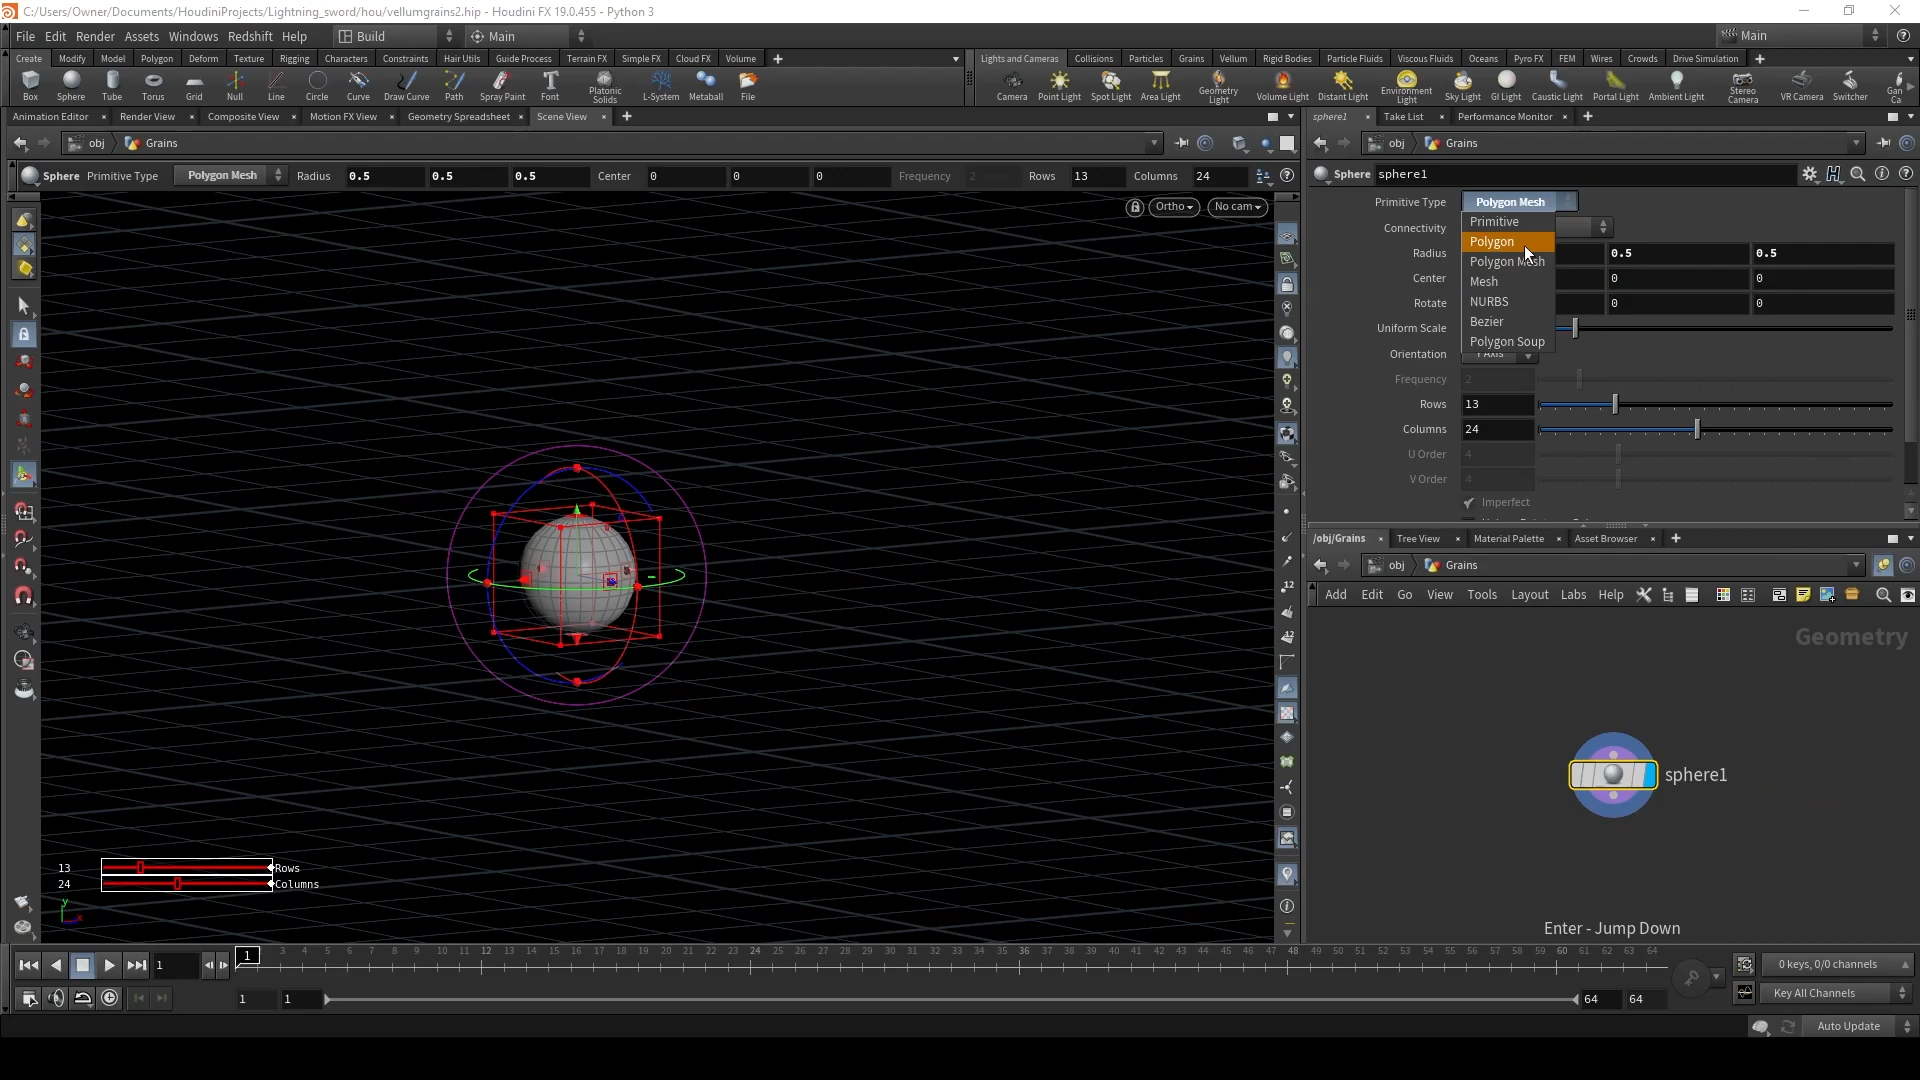 C:/Users/Owner/Documents/HoudiniProjects/Lightning_sword/hou/vellumgrains2.hip - Houdini FX 19.0.455 - Python 3
File Edit Render Assets Windows Redshift Help Build Main Main
Create Modify Model Polygon Deform Texture Rigging Characters Constraints Hair Utils Guide Process Terrain FX Simple FX Cloud FX Volume
Lights and Cameras Collisions Particles Grains Vellum Rigid Bodies Particle Fluids Viscous Fluids Oceans Pyro FX FEM Wires Crowds Drive Simulation
Box Sphere Tube Torus Grid Null Line Circle Curve Draw Curve Path Spray Paint Font Platonic Solids L-System Metaball File
Camera Point Light Spot Light Area Light Geometry Light Volume Light Distant Light Environment Light Sky Light GI Light Caustic Light Portal Light Ambient Light Stereo Camera VR Camera Switcher Gan Ca
Animation Editor Render View Composite View Motion FX View Geometry Spreadsheet Scene View
sphere1 Take List Performance Monitor
obj Grains
obj Grains
Sphere Primitive Type Polygon Mesh Radius 0.5 0.5 0.5 Center 0 0 0 Frequency 2 Rows 13 Columns 24
Sphere sphere1
Ortho No cam
Primitive Type Polygon Mesh
Connectivity
Radius 0.5 0.5
Center 0 0
Rotate 0 0
Uniform Scale
Orientation Y Axis
Primitive
Polygon
Polygon Mesh
Mesh
NURBS
Bezier
Polygon Soup
Frequency 2
Rows 13
Columns 24
U Order 4
V Order 4
Imperfect
/obj/Grains Tree View Material Palette Asset Browser
obj Grains
Add Edit Go View Tools Layout Labs Help
Geometry
sphere1
Enter - Jump Down
12
12
13 Rows
24 Columns
y
x
1 1 3 4 5 6 7 8 9 10 11 12 13 14 15 16 17 18 19 20 21 22 23 24 25 26 27 28 29 30 31 32 33 34 35 36 37 38 39 40 41 42 43 44 45 46 47 48 49 50 51 52 53 54 55 56 57 58 59 60 61 62 63 64
0 keys, 0/0 channels
1 1 64 64
Key All Channels
Auto Update